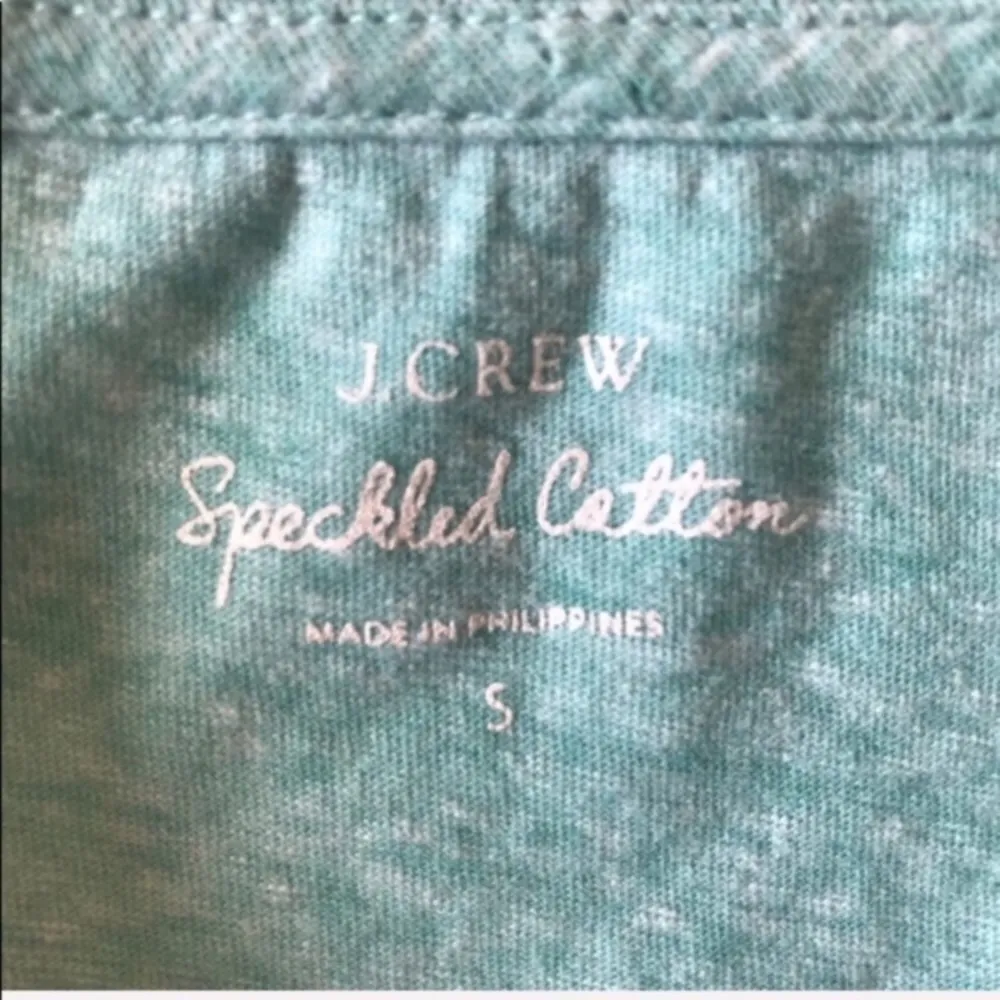 J.CREW
Speckled Cotton
MADE IN PHILIPPINES
S